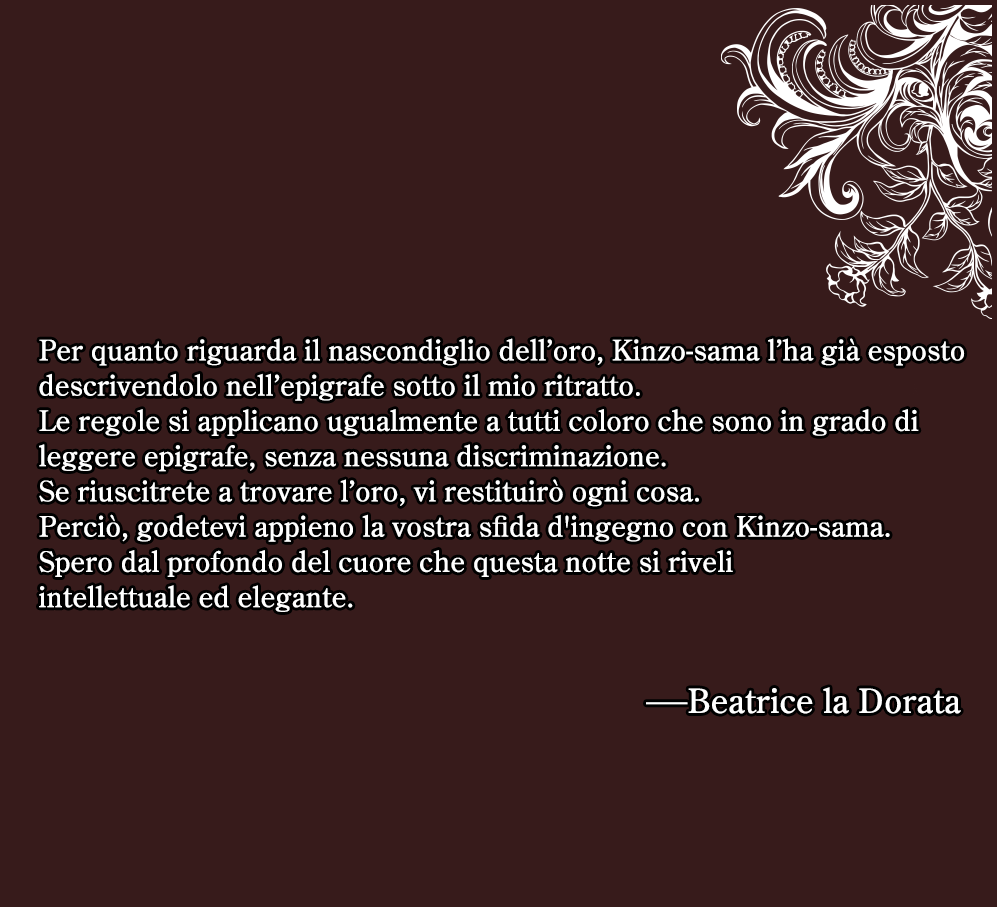 Per quanto riguarda il nascondiglio dell’oro, Kinzo-sama l’ha già esposto
descrivendolo nell’epigrafe sotto il mio ritratto.
Le regole si applicano ugualmente a tutti coloro che sono in grado di
leggere epigrafe, senza nessuna discriminazione.
Se riuscitrete a trovare l’oro, vi restituirò ogni cosa.
Perciò, godetevi appieno la vostra sfida d'ingegno con Kinzo-sama.
Spero dal profondo del cuore che questa notte si riveli
intellettuale ed elegante.
──Beatrice la Dorata